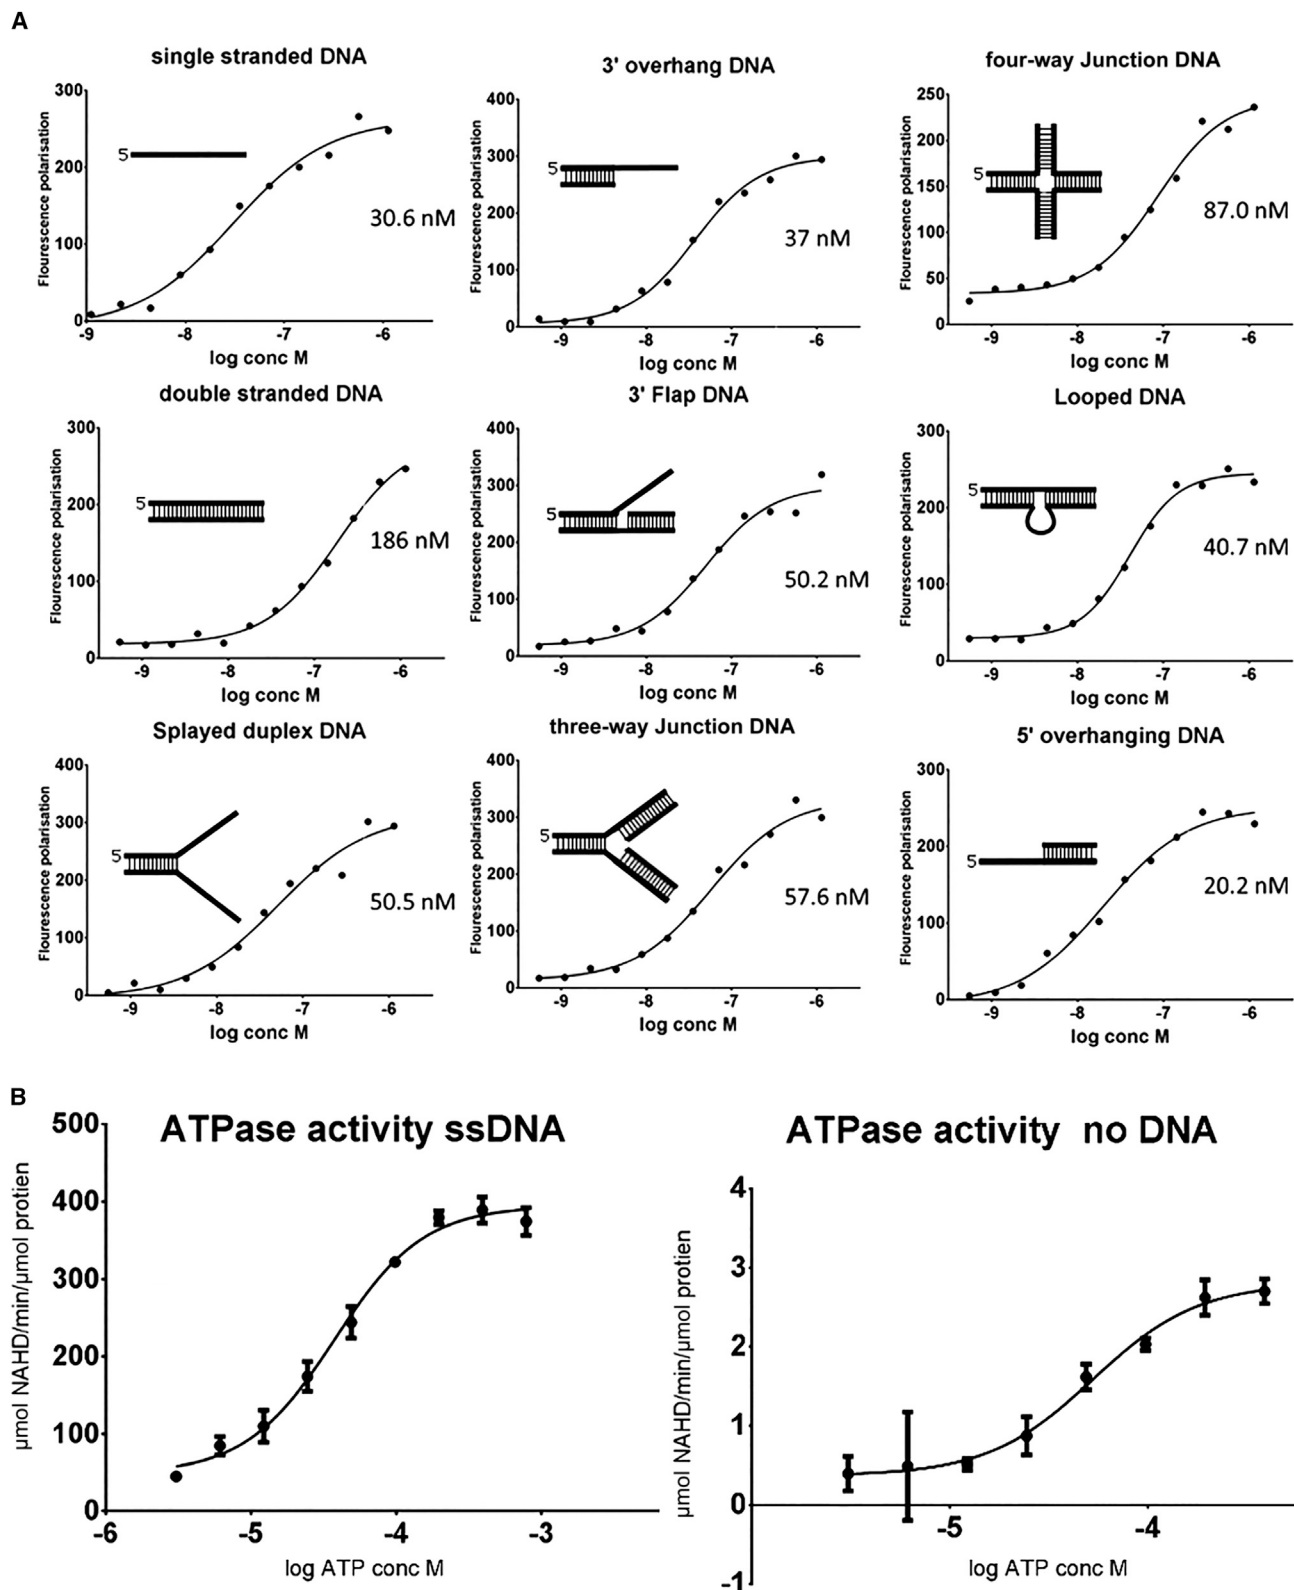 A
single stranded DNA
Flourescence polarisation
300
200
100
0
-9
-8
-7
-6
log conc M
5
30.6 nM
3' overhang DNA
Flourescence polarisation
400
300
200
100
0
-9
-8
-7
-6
log conc M
5
37 nM
four-way Junction DNA
Flourescence polarisation
250
200
150
100
50
0
-9
-8
-7
-6
log conc M
5
87.0 nM
double stranded DNA
Flourescence polarisation
300
200
100
0
-9
-8
-7
-6
log conc M
5
186 nM
3' Flap DNA
Flourescence polarisation
400
300
200
100
0
-9
-8
-7
-6
log conc M
5
50.2 nM
Looped DNA
Flourescence polarisation
300
200
100
0
-9
-8
-7
-6
log conc M
5
40.7 nM
Splayed duplex DNA
Flourescence polarisation
400
300
200
100
0
-9
-8
-7
-6
log conc M
5
50.5 nM
three-way Junction DNA
Flourescence polarisation
400
300
200
100
0
-9
-8
-7
-6
log conc M
5
57.6 nM
5' overhanging DNA
Flourescence polarisation
300
200
100
0
-9
-8
-7
-6
log conc M
5
20.2 nM
B
ATPase activity ssDNA
µmol NAHD/min/µmol protien
500
400
300
200
100
0
-6
-5
-4
-3
log ATP conc M
ATPase activity no DNA
µmol NAHD/min/µmol protien
4
3
2
1
0
-1
-5
-4
log ATP conc M